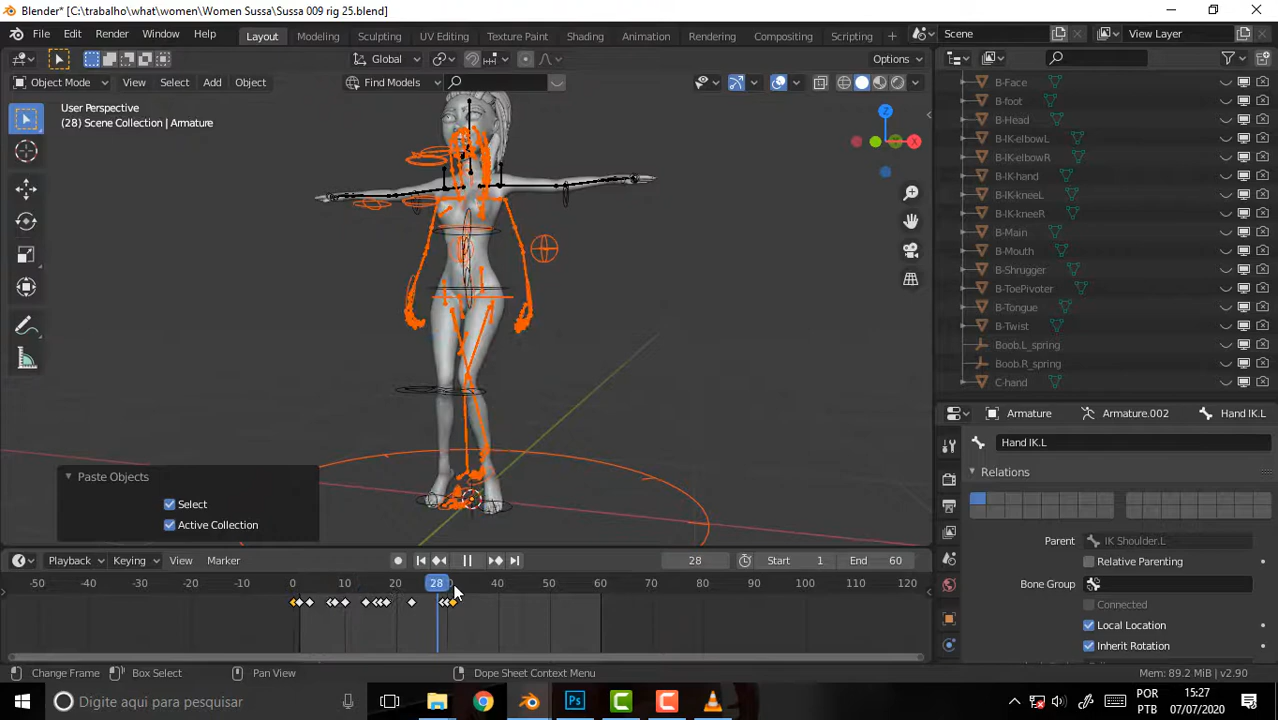 Blender* [C:\trabalho\what\women\Women Sussa\Sussa 009 rig 25.blend]
File Edit Render Window Help Layout Modeling Sculpting UV Editing Texture Paint Shading Animation Rendering Compositing Scripting + Scene View Layer
Global Options
Object Mode View Select Add Object Find Models
User Perspective
(28) Scene Collection | Armature
Z
X
B-Face
B-foot
B-Head
B-IK-elbowL
B-IK-elbowR
B-IK-hand
B-IK-kneeL
B-IK-kneeR
B-Main
B-Mouth
B-Shrugger
B-ToePivoter
B-Tongue
B-Twist
Boob.L_spring
Boob.R_spring
C-hand
Armature Armature.002 Hand IK.L
Hand IK.L
Relations
Parent IK Shoulder.L
Relative Parenting
Bone Group
Connected
Local Location
Inherit Rotation
Paste Objects
Select
Active Collection
Playback Keying View Marker 28 Start 1 End 60
-50 -40 -30 -20 -10 0 10 20 28 40 50 60 70 80 90 100 110 120
Change Frame Box Select Pan View Dope Sheet Context Menu Mem: 89.2 MiB | v2.90
Digite aqui para pesquisar
POR
PTB
15:27
07/07/2020